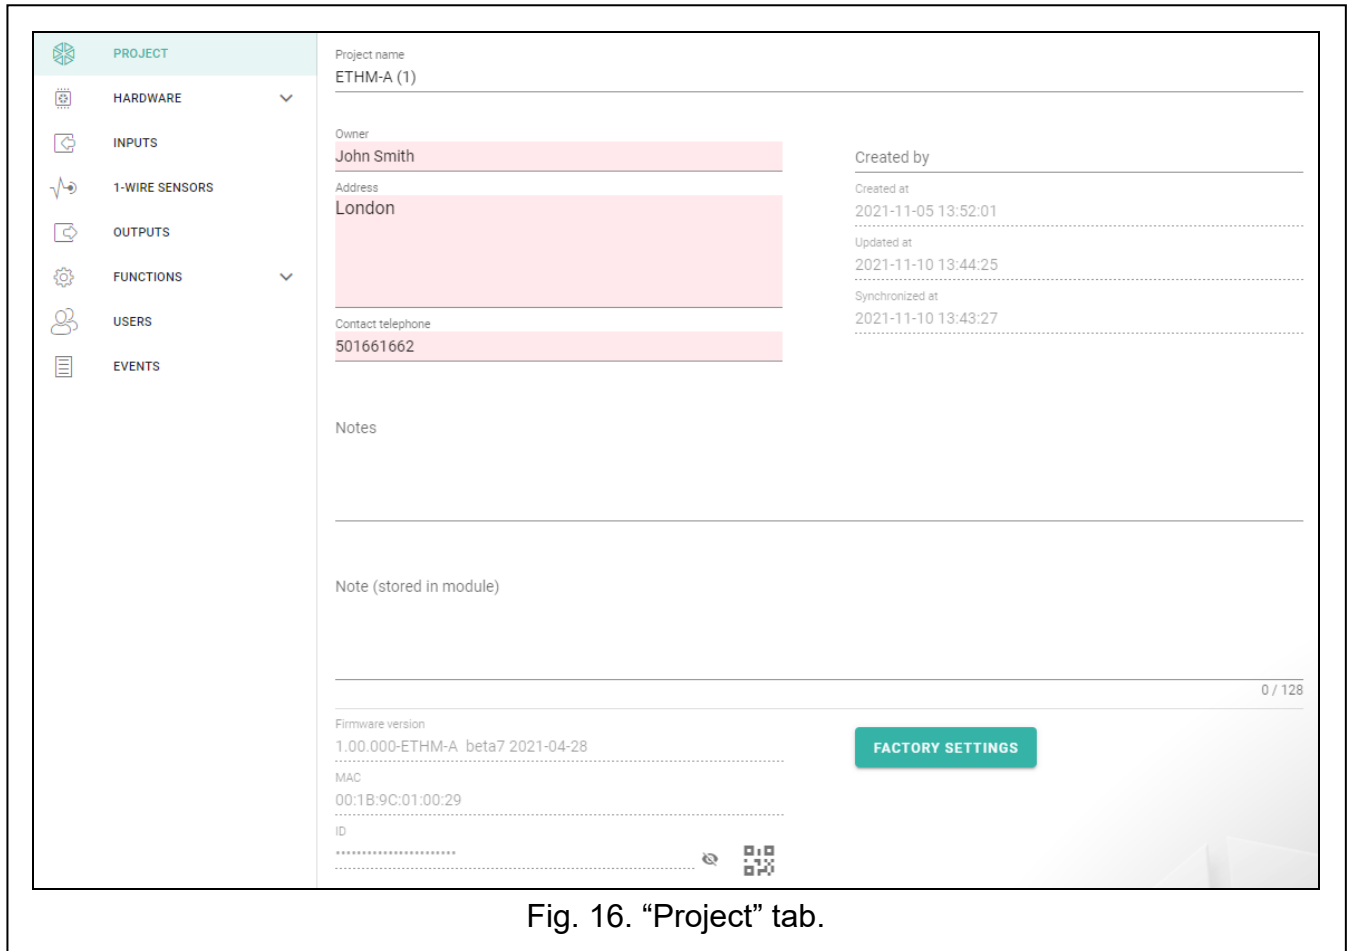 PROJECT
HARDWARE
INPUTS
1-WIRE SENSORS
OUTPUTS
FUNCTIONS
USERS
EVENTS
Project name
ETHM-A (1)
Owner
John Smith
Address
London
Contact telephone
501661662
Created by
Created at
2021-11-05 13:52:01
Updated at
2021-11-10 13:44:25
Synchronized at
2021-11-10 13:43:27
Notes
Note (stored in module)
0 / 128
Firmware version
1.00.000-ETHM-A beta7 2021-04-28
MAC
00:1B:9C:01:00:29
ID
••••••••••••••••••••••
FACTORY SETTINGS
Fig. 16. “Project” tab.